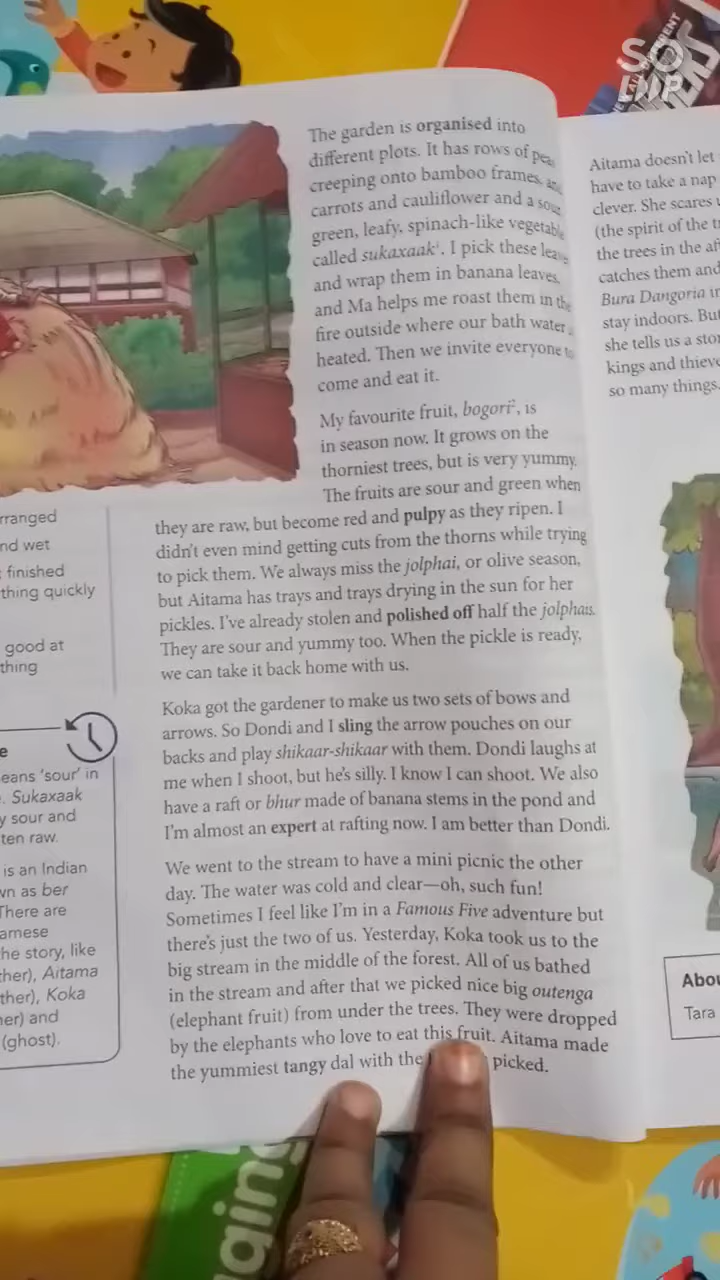 SO
The garden is organised into
different plots. It has rows of peas
creeping onto bamboo frames, and
carrots and cauliflower and a sour
green, leafy, spinach-like vegetable
called sukaxaak¹. I pick these leaves
and wrap them in banana leaves,
and Ma helps me roast them in the
fire outside where our bath water
heated. Then we invite everyone to
come and eat it.
My favourite fruit, bogori², is
in season now. It grows on the
thorniest trees, but is very yummy.
The fruits are sour and green when
they are raw, but become red and pulpy as they ripen. I
didn't even mind getting cuts from the thorns while trying
to pick them. We always miss the jolphai, or olive season,
but Aitama has trays and trays drying in the sun for her
pickles. I've already stolen and polished off half the jolphais.
They are sour and yummy too. When the pickle is ready,
we can take it back home with us.
Koka got the gardener to make us two sets of bows and
arrows. So Dondi and I sling the arrow pouches on our
backs and play shikaar-shikaar with them. Dondi laughs at
me when I shoot, but he's silly. I know I can shoot. We also
have a raft or bhur made of banana stems in the pond and
I'm almost an expert at rafting now. I am better than Dondi.
We went to the stream to have a mini picnic the other
day. The water was cold and clear—oh, such fun!
Sometimes I feel like I'm in a Famous Five adventure but
there's just the two of us. Yesterday, Koka took us to the
big stream in the middle of the forest. All of us bathed
in the stream and after that we picked nice big outenga
(elephant fruit) from under the trees. They were dropped
by the elephants who love to eat this fruit. Aitama made
the yummiest tangy dal with the picked.
rranged
nd wet
finished
thing quickly
good at
thing
e
eans 'sour' in
. Sukaxaak
y sour and
ten raw.
is an Indian
wn as ber
There are
amese
he story, like
ther), Aitama
ther), Koka
her) and
(ghost).
Aitama doesn't let
have to take a nap
clever. She scares
(the spirit of the
the trees in the
catches them and
Bura Dangoria
stay indoors. But
she tells us a
kings and
so many things.
Abou
Tara
ging